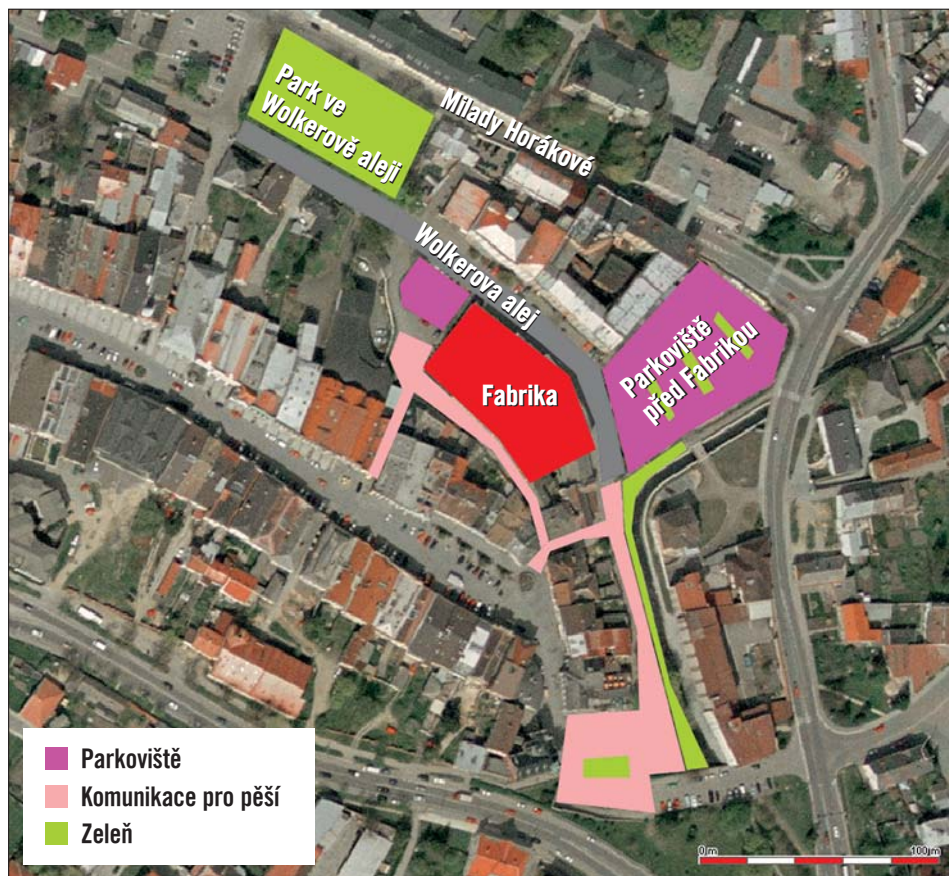 Park ve
Wolkerově aleji
Milady Horákové
Wolkerova alej
Parkoviště
před Fabrikou
Fabrika
Parkoviště
Komunikace pro pěší
Zeleň
0 m
100 m